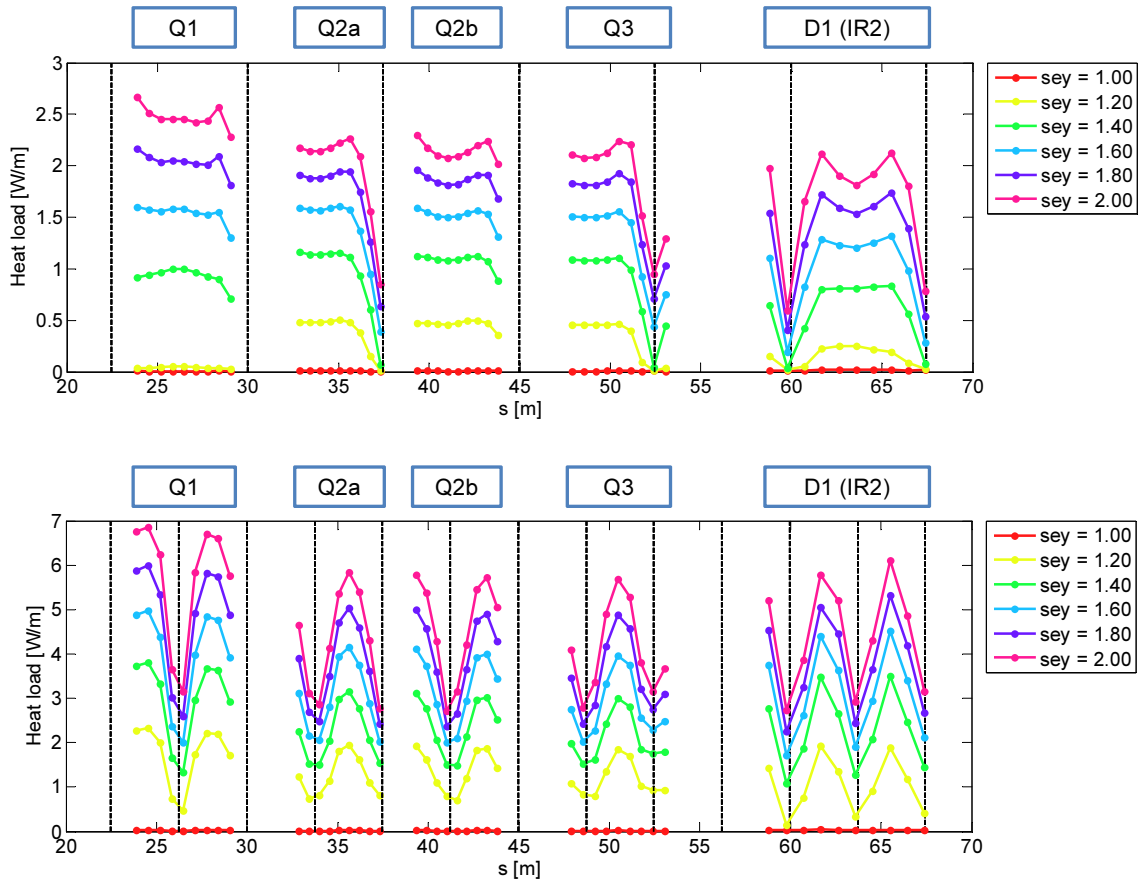 Q1 Q2a Q2b Q3 D1 (IR2)
3
2.5
2
1.5
1
0.5
0
Heat load [W/m]
20 25 30 35 40 45 50 55 60 65 70
s [m]
sey = 1.00
sey = 1.20
sey = 1.40
sey = 1.60
sey = 1.80
sey = 2.00
Q1 Q2a Q2b Q3 D1 (IR2)
7
6
5
4
3
2
1
0
Heat load [W/m]
20 25 30 35 40 45 50 55 60 65 70
s [m]
sey = 1.00
sey = 1.20
sey = 1.40
sey = 1.60
sey = 1.80
sey = 2.00